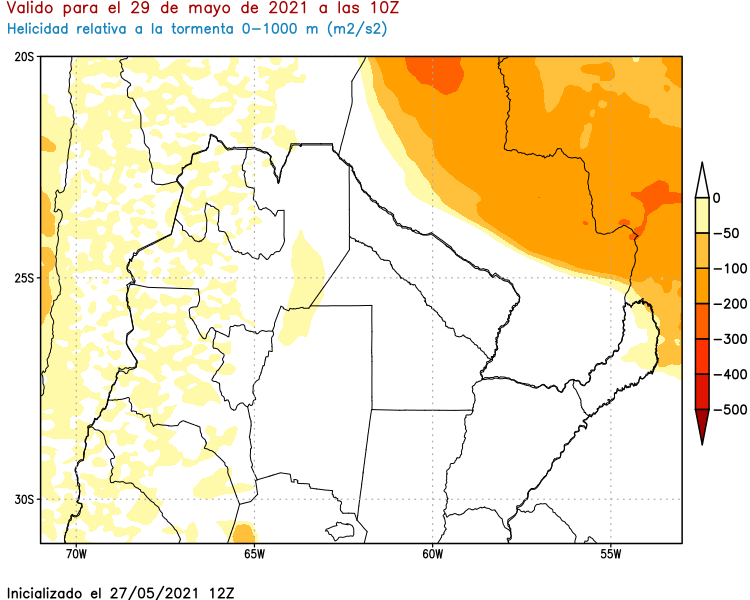 Valido para el 29 de mayo de 2021 a las 10Z
Helicidad relativa a la tormenta 0-1000 m (m2/s2)
20S
25S
30S
70W
65W
60W
55W
0
-50
-100
-200
-300
-400
-500
Inicializado el 27/05/2021 12Z